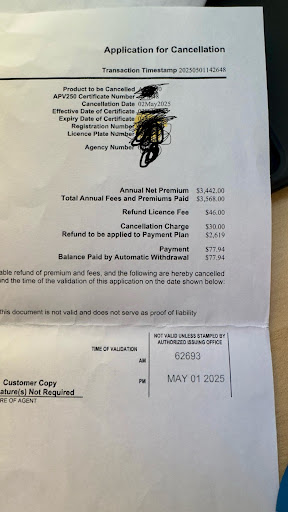 Application for Cancellation
Transaction Timestamp 20250501142648
Product to be Cancelled
APV250 Certificate Number
Cancellation Date 02May2025
Effective Date of Certificate
Expiry Date of Certificate
Registration Number
Licence Plate Number
Agency Number
Annual Net Premium $3,442.00
Total Annual Fees and Premiums Paid $3,568.00
Refund Licence Fee $46.00
Cancellation Charge $30.00
Refund to be applied to Payment Plan $2,619
Payment $77.94
Balance Paid by Automatic Withdrawal $77.94
able refund of premium and fees, and the following are hereby cancelled
and the time of the validation of this application on the date shown below:
this document is not valid and does not serve as proof of liability
NOT VALID UNLESS STAMPED BY
AUTHORIZED ISSUING OFFICE
TIME OF VALIDATION
AM
62693
PM
MAY 01 2025
Customer Copy
ature(s) Not Required
RE OF AGENT